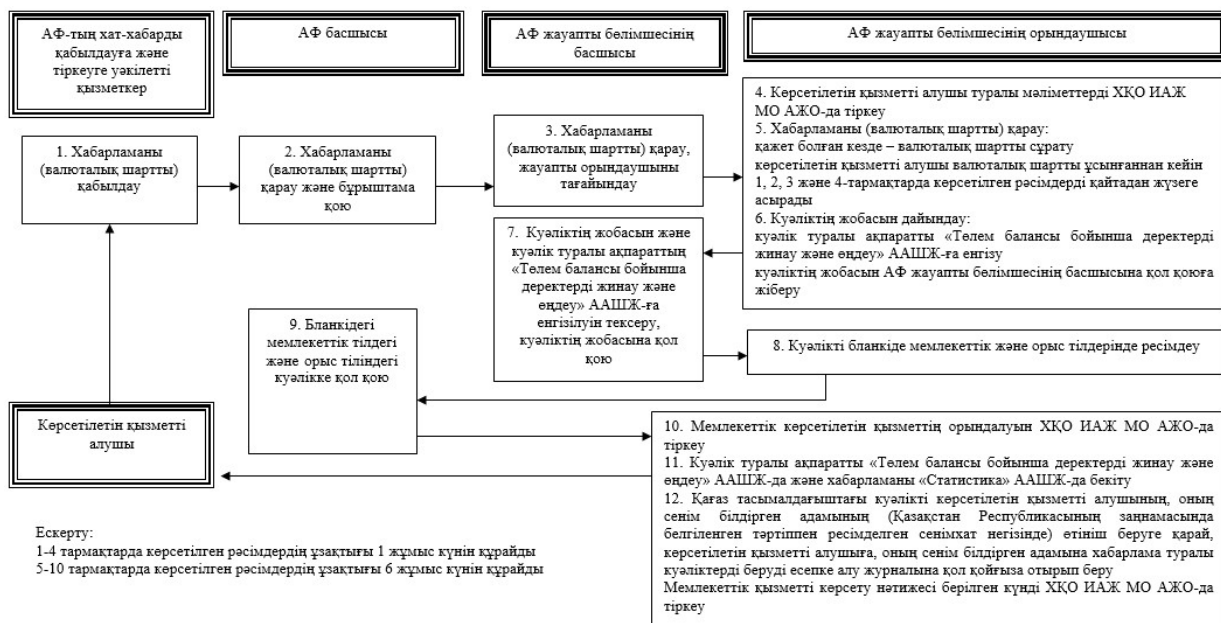 АФ-тың хат-хабарды
қабылдауға және
тіркеуге уәкілетті
қызметкер
АФ басшысы
АФ жауапты бөлімшесінің
басшысы
АФ жауапты бөлімшесінің орындаушысы
1. Хабарламаны
(валюталық шартты)
қабылдау
2. Хабарламаны
(валюталық шартты)
қарау және бұрыштама
қою
3. Хабарламаны
(валюталық шартты) қарау,
жауапты орындаушыны
тағайындау
4. Көрсетілетін қызметті алушы туралы мәліметтерді ХҚО ИАЖ
МО АЖО-да тіркеу
5. Хабарламаны (валюталық шартты) қарау:
қажет болған кезде – валюталық шартты сұрату
көрсетілетін қызметті алушы валюталық шартты ұсынғаннан кейін
1, 2, 3 және 4-тармақтарда көрсетілген рәсімдерді қайтадан жүзеге
асырады
6. Куәліктің жобасын дайындау:
куәлік туралы ақпаратты «Төлем балансы бойынша деректерді
жинау және өңдеу» ААШЖ-ға енгізу
куәліктің жобасын АФ жауапты бөлімшесінің басшысына қол қоюға
жіберу
7. Куәліктің жобасын және
куәлік туралы ақпараттың
«Төлем балансы бойынша
деректерді жинау және
өңдеу» ААШЖ-ға
енгізілуін тексеру,
куәліктің жобасына қол
қою
8. Куәлікті бланкіде мемлекеттік және орыс тілдерінде ресімдеу
9. Бланкідегі
мемлекеттік тілдегі
және орыс тіліндегі
куәлікке қол қою
Көрсетілетін қызметті
алушы
10. Мемлекеттік көрсетілетін қызметтің орындалуын ХҚО ИАЖ МО АЖО-да
тіркеу
11. Куәлік туралы ақпаратты «Төлем балансы бойынша деректерді жинау және
өңдеу» ААШЖ-да және хабарламаны «Статистика» ААШЖ-да бекіту
12. Қағаз тасымалдағыштағы куәлікті көрсетілетін қызметті алушының, оның
сенім білдірген адамының (Қазақстан Республикасының заңнамасында
белгіленген тәртіппен ресімделген сенімхат негізінде) өтініш беруге қарай,
көрсетілетін қызметті алушыға, оның сенім білдірген адамына хабарлама туралы
куәліктерді беруді есепке алу журналына қол қойғыза отырып беру
Мемлекеттік қызметті көрсету нәтижесі берілген күнді ХҚО ИАЖ МО АЖО-да
тіркеу
Ескерту:
1-4 тармақтарда көрсетілген рәсімдердің ұзақтығы 1 жұмыс күнін құрайды
5-10 тармақтарда көрсетілген рәсімдердің ұзақтығы 6 жұмыс күнін құрайды